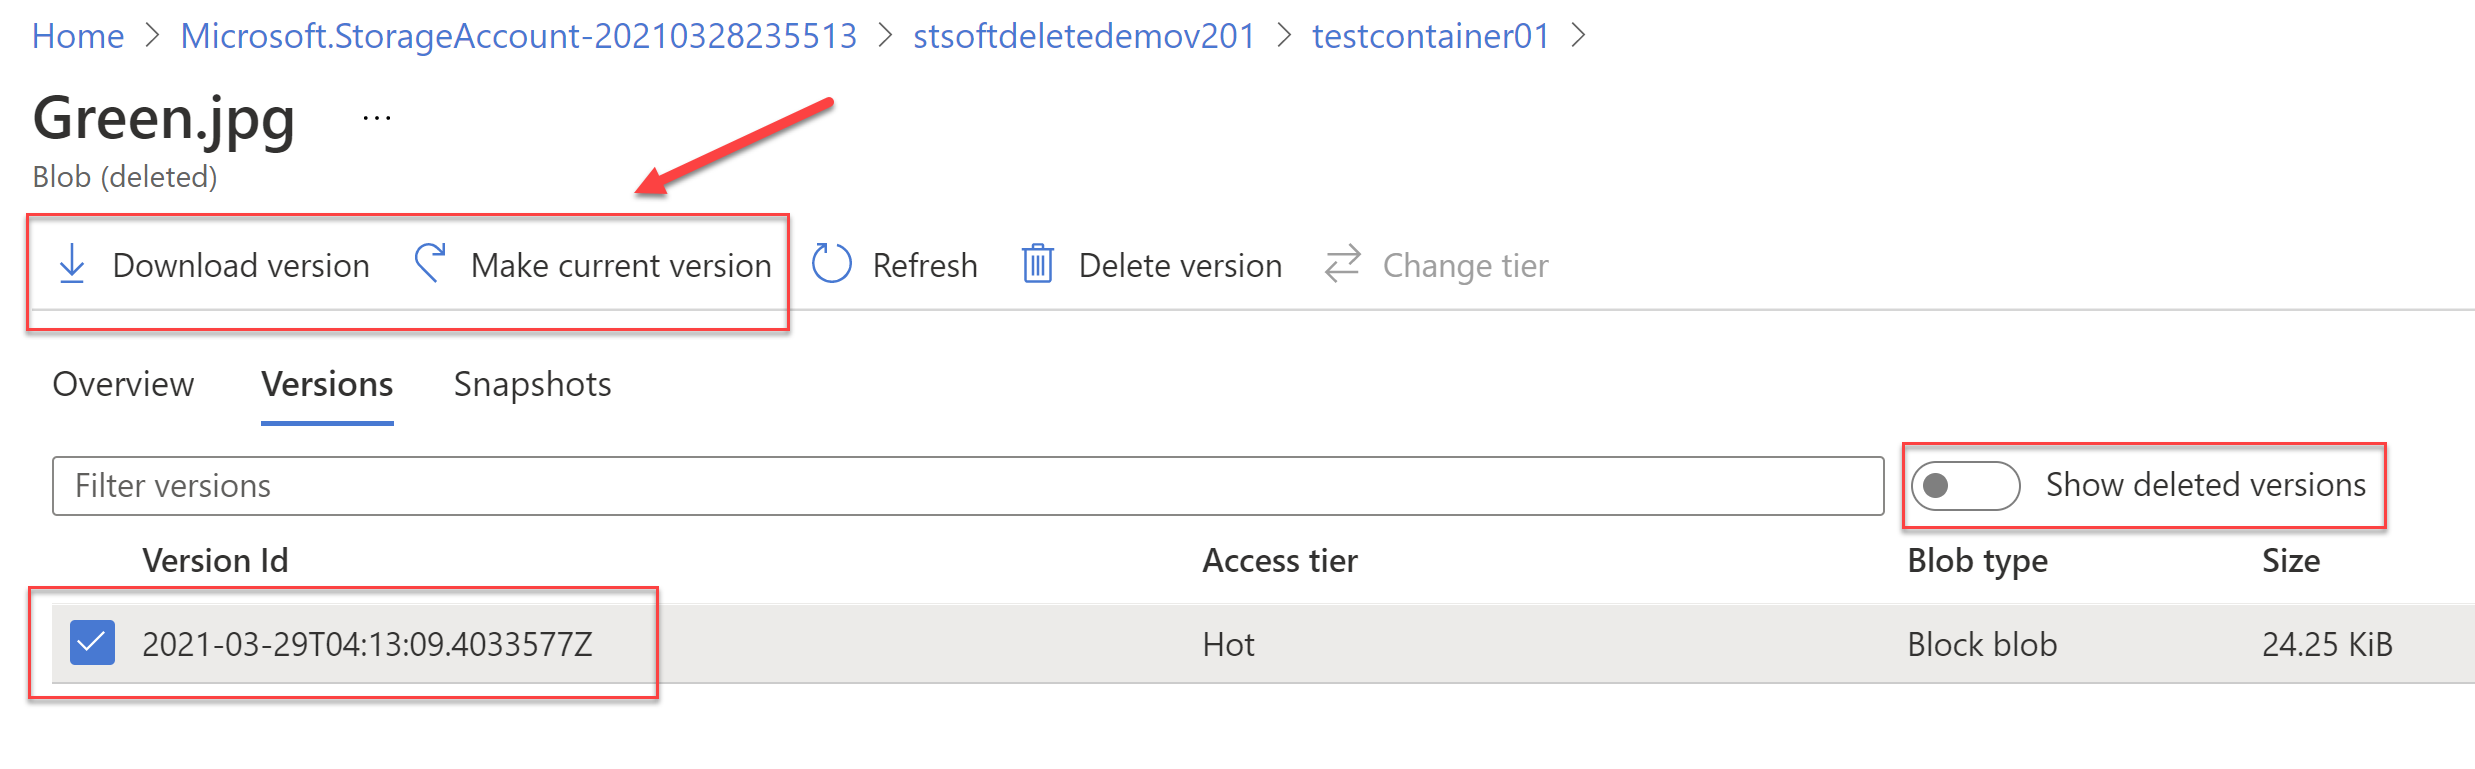 Home > Microsoft.StorageAccount-20210328235513 > stsoftdeletedemov201 > testcontainer01 >
Green.jpg ...
Blob (deleted)
Download version Make current version Refresh Delete version Change tier
Overview Versions Snapshots
Filter versions Show deleted versions
Version Id Access tier Blob type Size
2021-03-29T04:13:09.4033577Z Hot Block blob 24.25 KiB